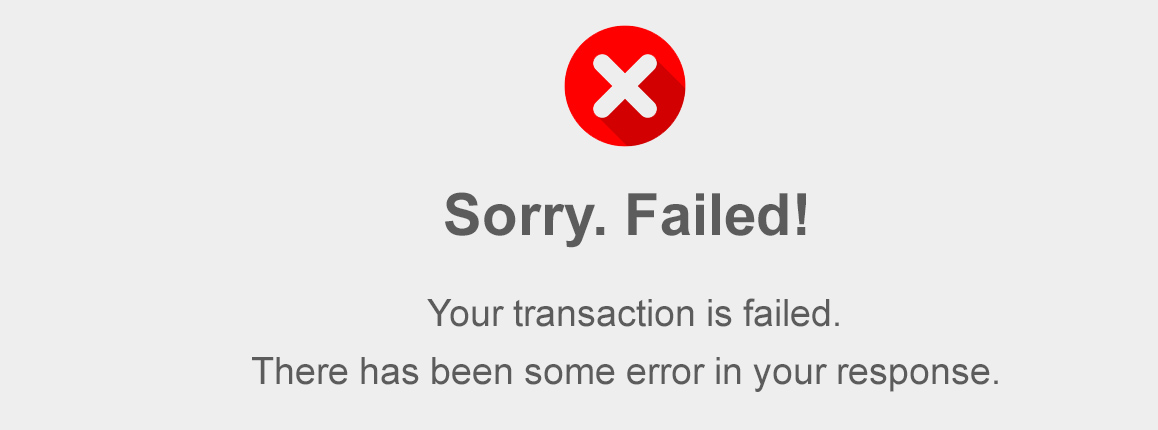 Sorry. Failed!
Your transaction is failed.
There has been some error in your response.